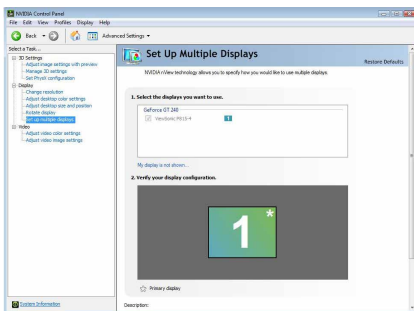 NVIDIA Control Panel
File Edit View Profiles Display Help
Back
Advanced Settings
Select a Task...
3D Settings
Adjust image settings with preview
Manage 3D settings
Set PhysX configuration
Display
Change resolution
Adjust desktop color settings
Adjust desktop size and position
Rotate display
Set up multiple displays
Video
Adjust video color settings
Adjust video image settings
System Information
Set Up Multiple Displays
Restore Defaults
NVIDIA nView technology allows you to specify how you would like to use multiple displays.
1. Select the displays you want to use.
GeForce GT 240
1
My display is not shown...
2. Verify your display configuration.
1 *
Primary display
Description: